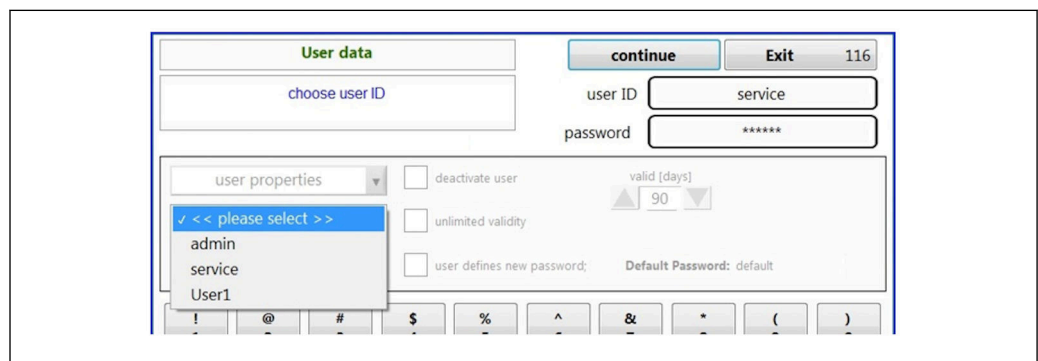 User data
continue
Exit 116
choose user ID
user ID service
password ******
user properties
deactivate user
valid [days]
90
✓ << please select >>
unlimited validity
admin
service
user defines new password;
Default Password: default
User1
! @ # $ % ^ & * ( )